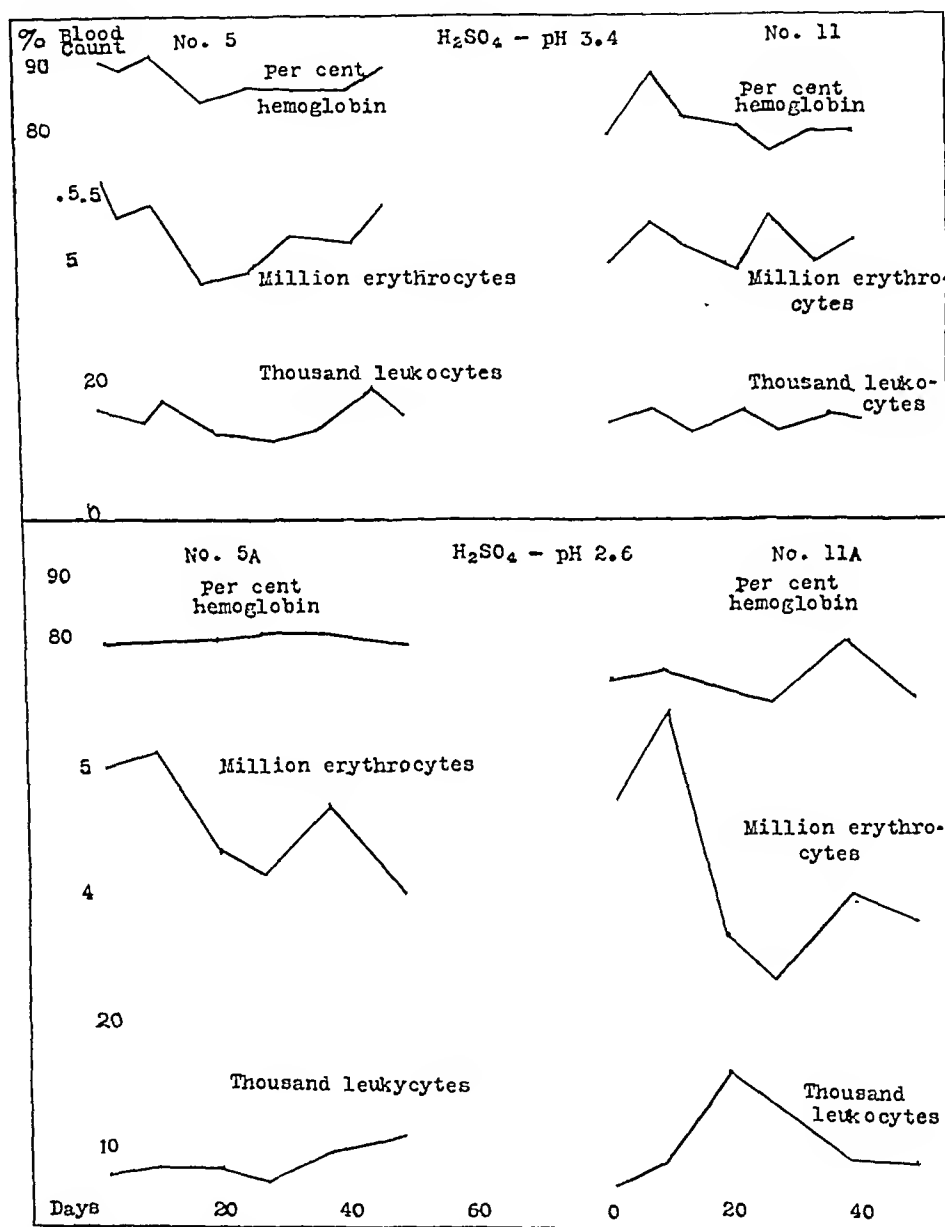 % Blood Count No. 5 H₂SO₄ - pH 3.4 No. 11
90 Per cent hemoglobin Per cent hemoglobin
80
.5.5
5 Million erythrocytes Million erythro-
cytes
20 Thousand leukocytes Thousand leuko-
cytes
0
No. 5A H₂SO₄ - pH 2.6 No. 11A
90 Per cent hemoglobin Per cent hemoglobin
80
5 Million erythrocytes
Million erythro-
cytes
4
20
Thousand leukycytes Thousand leukocytes
10
Days 20 40 60 0 20 40